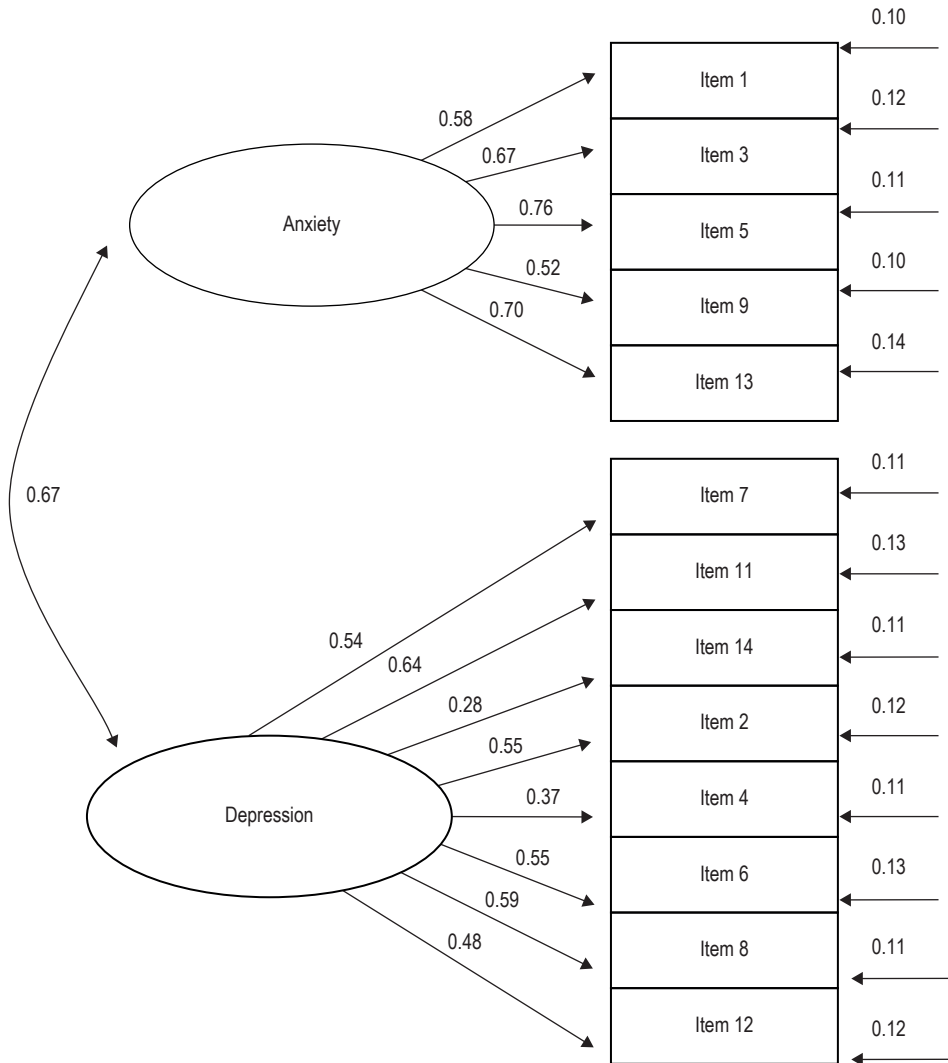 0.10
Item 1
0.58
0.12
0.67
Item 3
0.11
0.76
Anxiety
Item 5
0.52
0.10
Item 9
0.70
0.14
Item 13
0.67
0.11
Item 7
0.13
Item 11
0.54
0.11
0.64
Item 14
0.28
0.12
0.55
Item 2
0.37
0.11
Depression
Item 4
0.55
0.13
Item 6
0.59
0.48
0.11
Item 8
0.12
Item 12